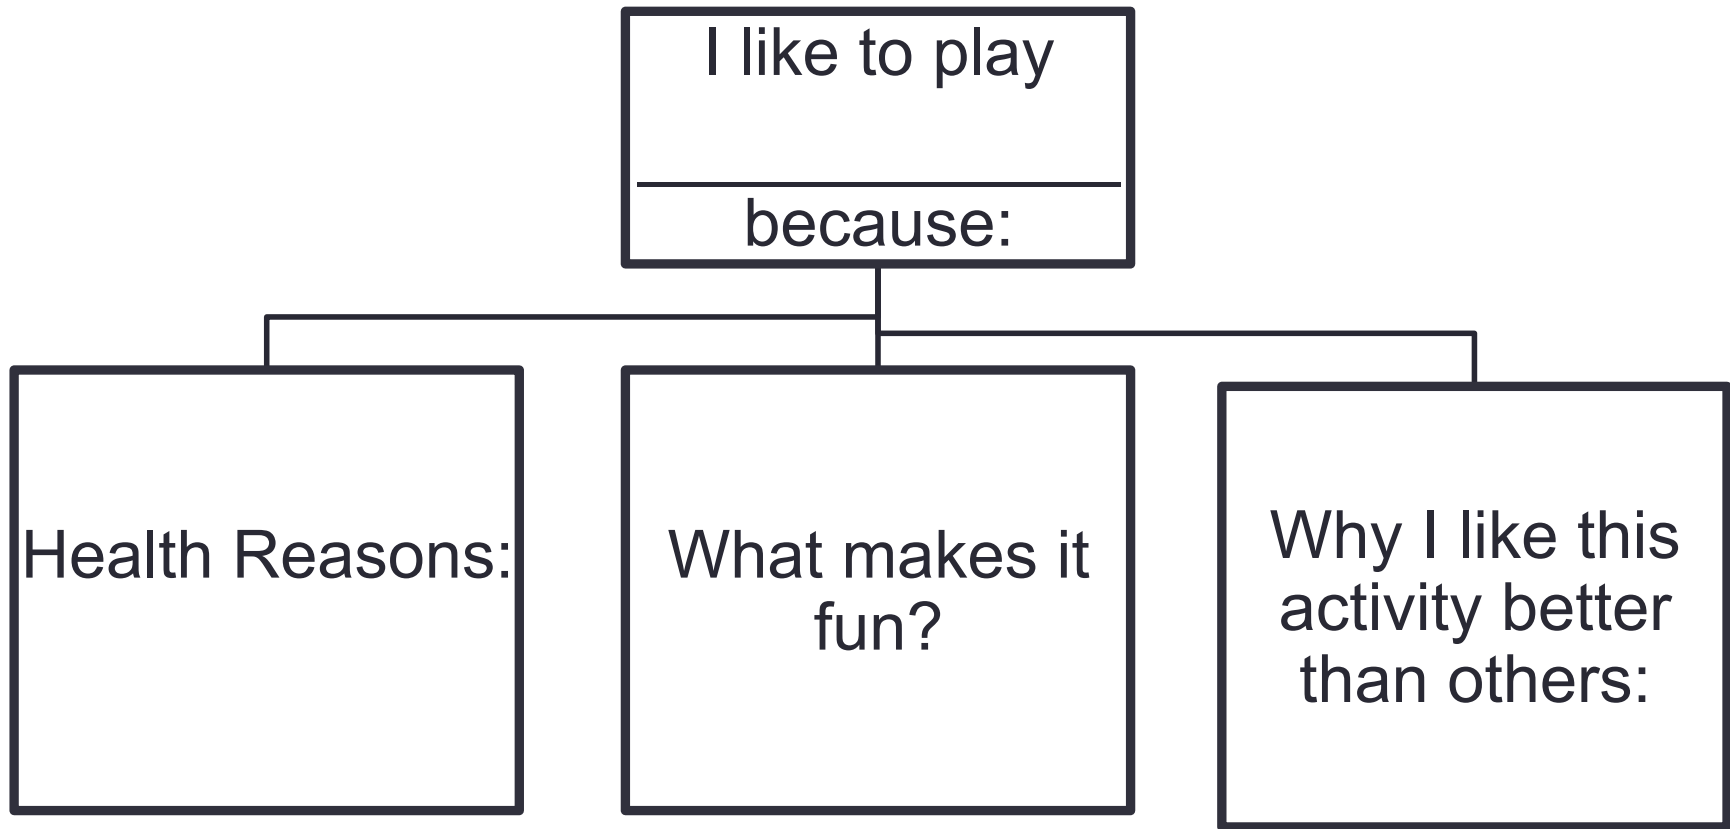 I like to play
because:
Health Reasons:
What makes it
fun?
Why I like this
activity better
than others: